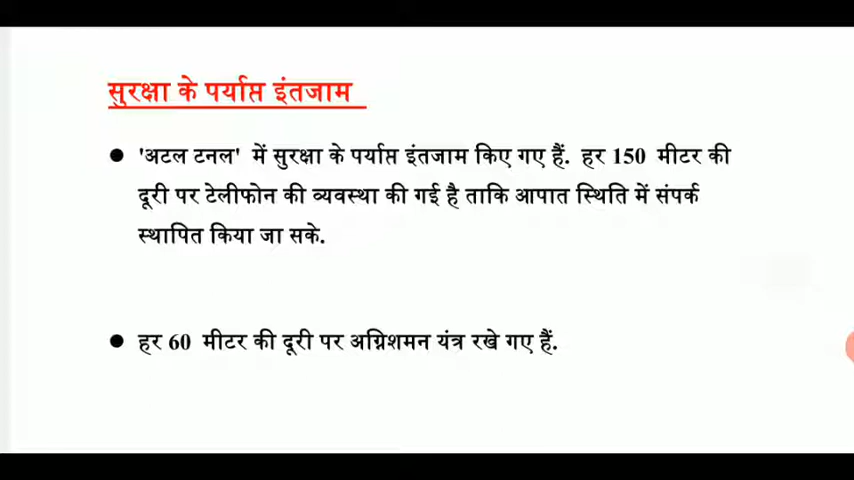 सुरक्षा के पर्याप्त इंतजाम
● 'अटल टनल' में सुरक्षा के पर्याप्त इंतजाम किए गए हैं. हर 150 मीटर की
दूरी पर टेलीफोन की व्यवस्था की गई है ताकि आपात स्थिति में संपर्क
स्थापित किया जा सके.
● हर 60 मीटर की दूरी पर अग्निशमन यंत्र रखे गए हैं.